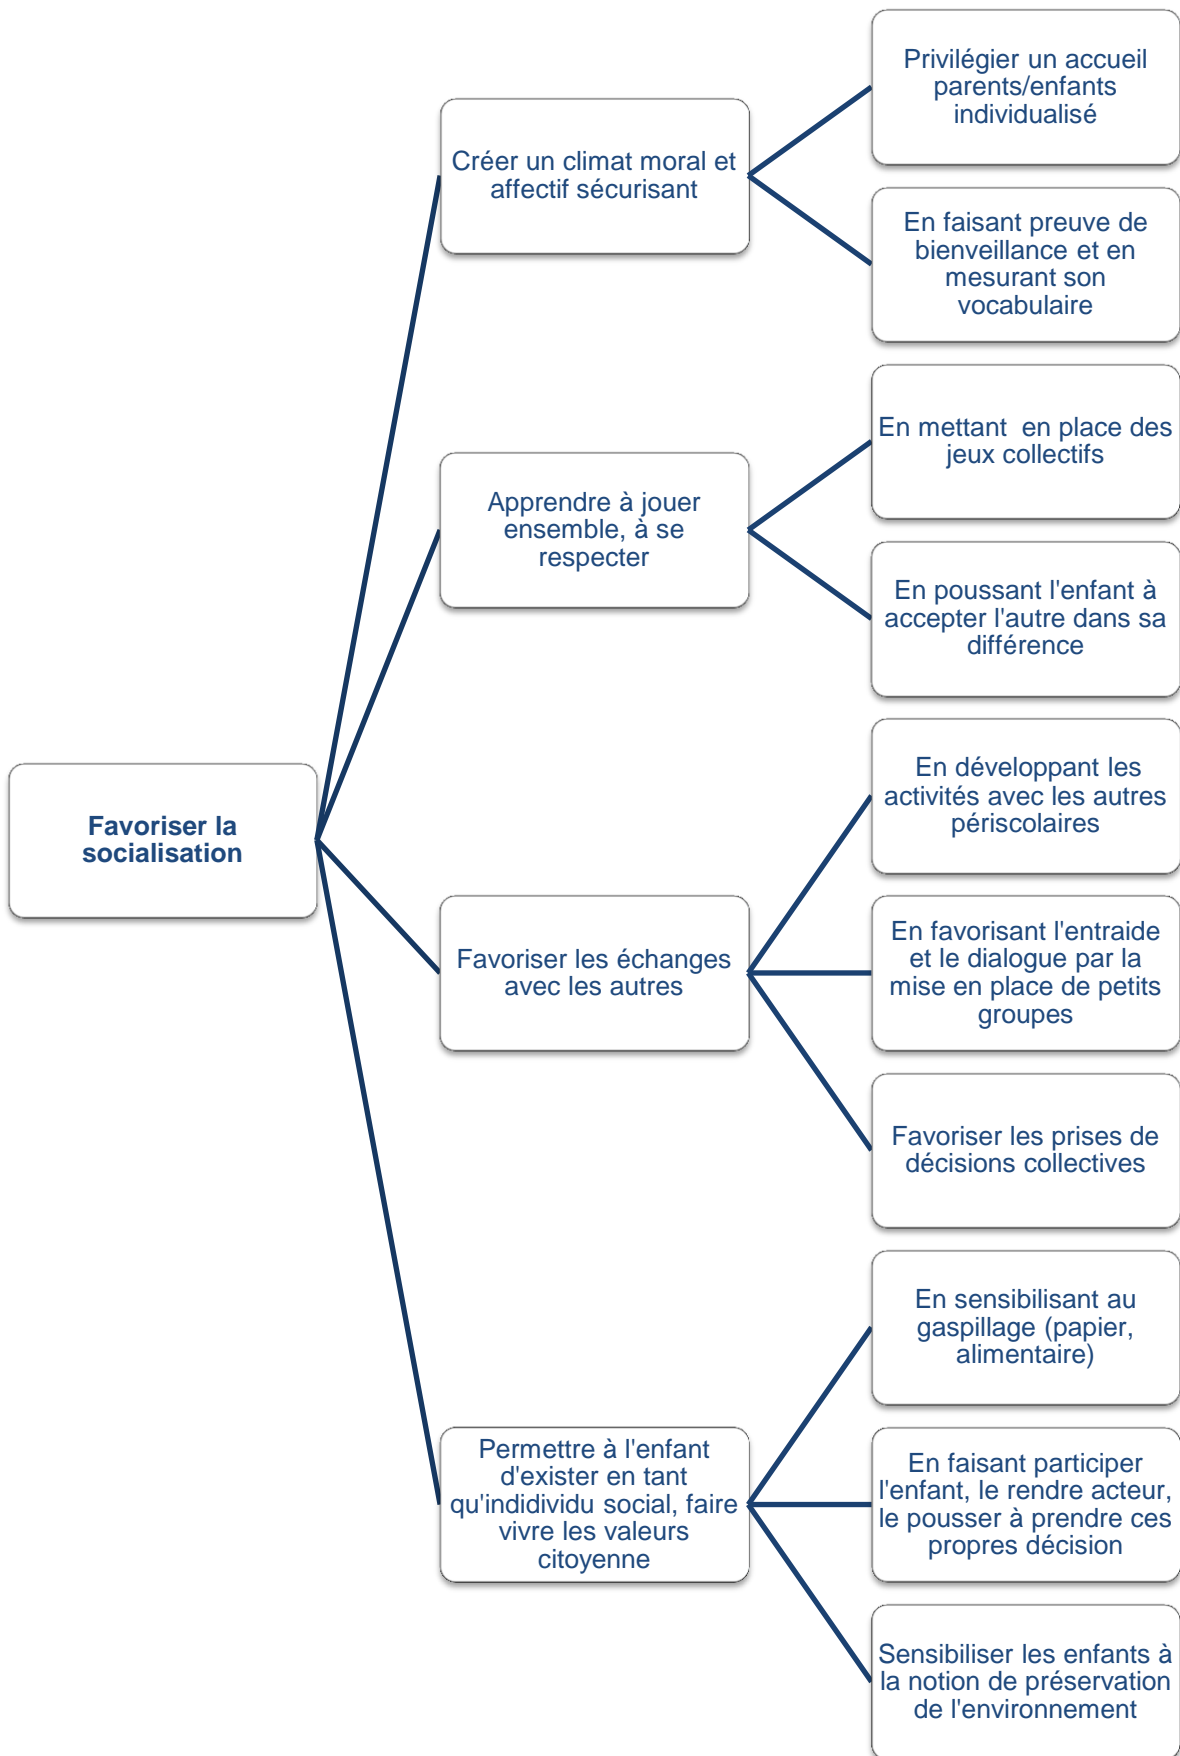 Favoriser la
socialisation
Créer un climat moral et
affectif sécurisant
Privilégier un accueil
parents/enfants
individualisé
En faisant preuve de
bienveillance et en
mesurant son
vocabulaire
Apprendre à jouer
ensemble, à se
respecter
En mettant  en place des
jeux collectifs
En poussant l'enfant à
accepter l'autre dans sa
différence
Favoriser les échanges
avec les autres
En développant les
activités avec les autres
périscolaires
En favorisant l'entraide
et le dialogue par la
mise en place de petits
groupes
Favoriser les prises de
décisions collectives
Permettre à l'enfant
d'exister en tant
qu'indidividu social, faire
vivre les valeurs
citoyenne
En sensibilisant au
gaspillage (papier,
alimentaire)
En faisant participer
l'enfant, le rendre acteur,
le pousser à prendre ces
propres décision
Sensibiliser les enfants à
la notion de préservation
de l'environnement